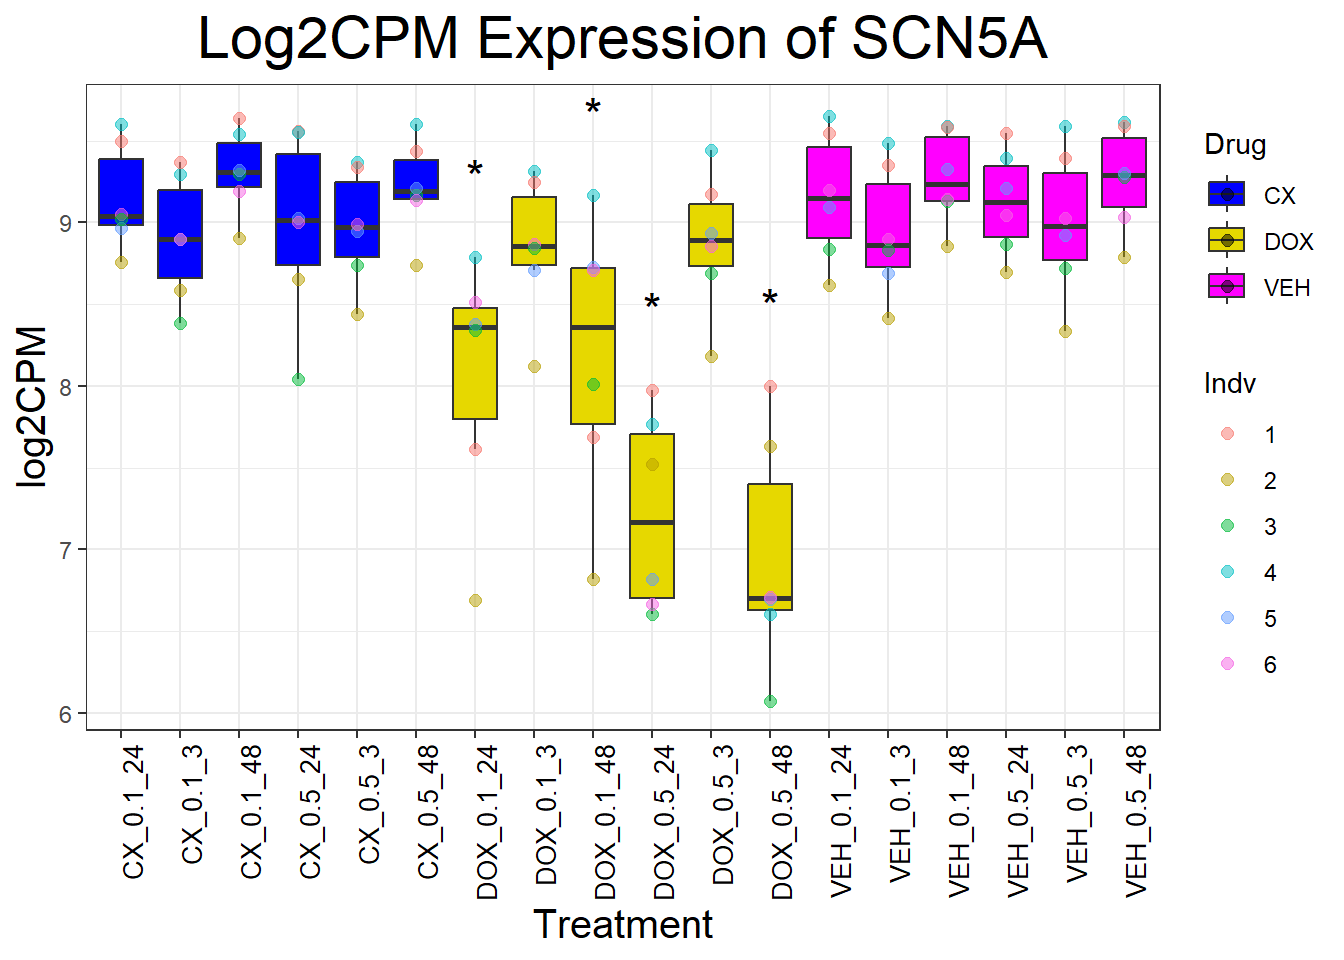 Log2CPM Expression of SCN5A
*
*
*
*
log2CPM
9
8
7
6
CX_0.1_24
CX_0.1_3
CX_0.1_48
CX_0.5_24
CX_0.5_3
CX_0.5_48
DOX_0.1_24
DOX_0.1_3
DOX_0.1_48
DOX_0.5_24
DOX_0.5_3
DOX_0.5_48
VEH_0.1_24
VEH_0.1_3
VEH_0.1_48
VEH_0.5_24
VEH_0.5_3
VEH_0.5_48
Treatment
Drug
CX
DOX
VEH
Indv
1
2
3
4
5
6